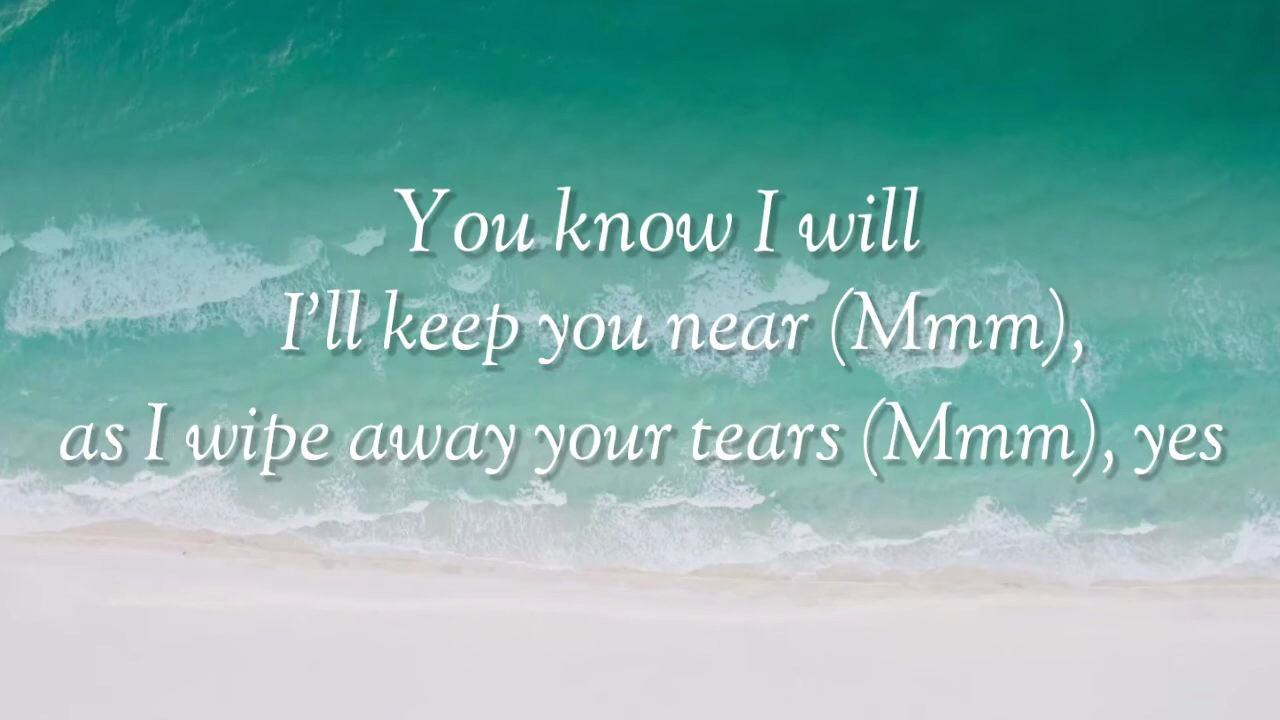 You know I will
I'll keep you near (Mmm),
as I wipe away your tears (Mmm), yes